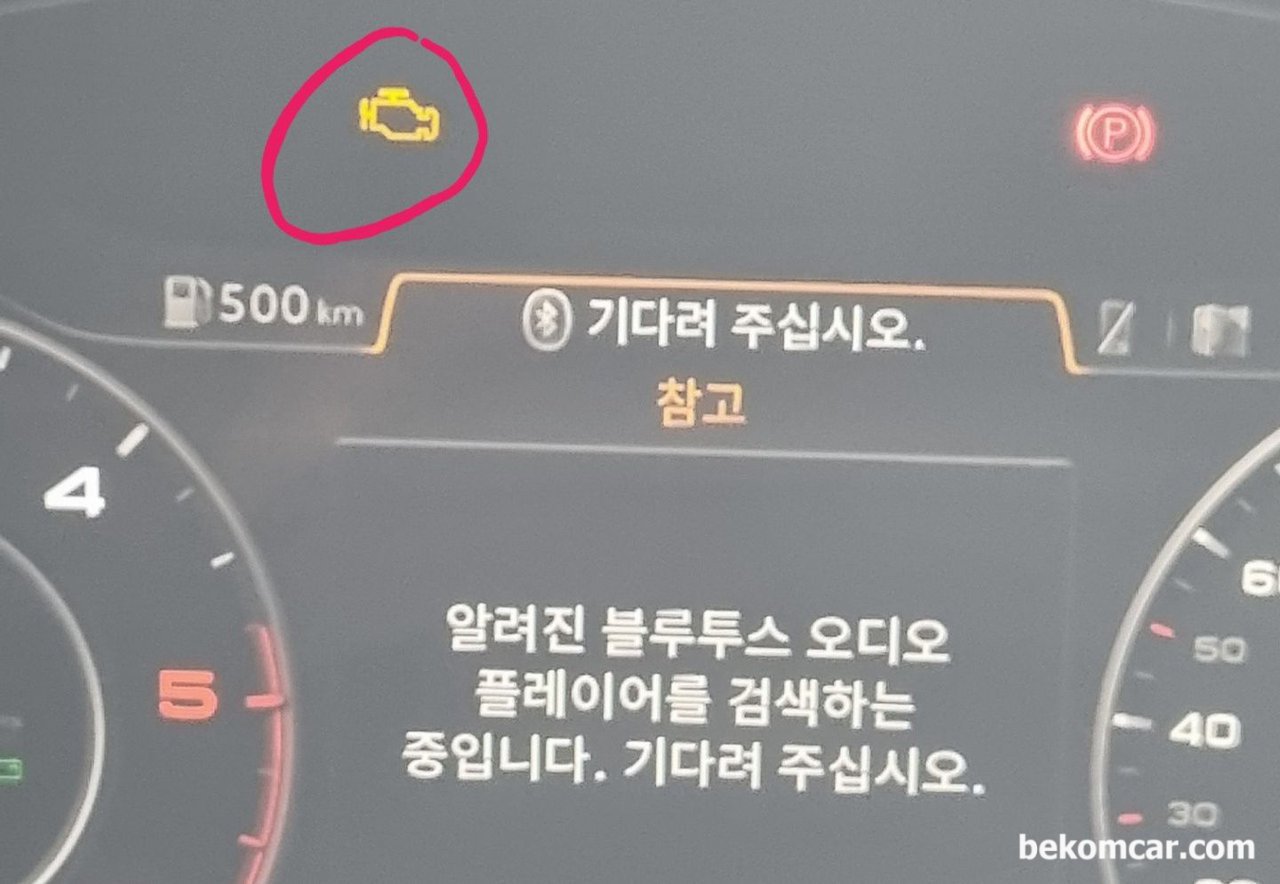 P
500 km
기다려 주십시오.
참고
4
5
알려진 블루투스 오디오
플레이어를 검색하는
중입니다. 기다려 주십시오.
50
40
30
bekomcar.com